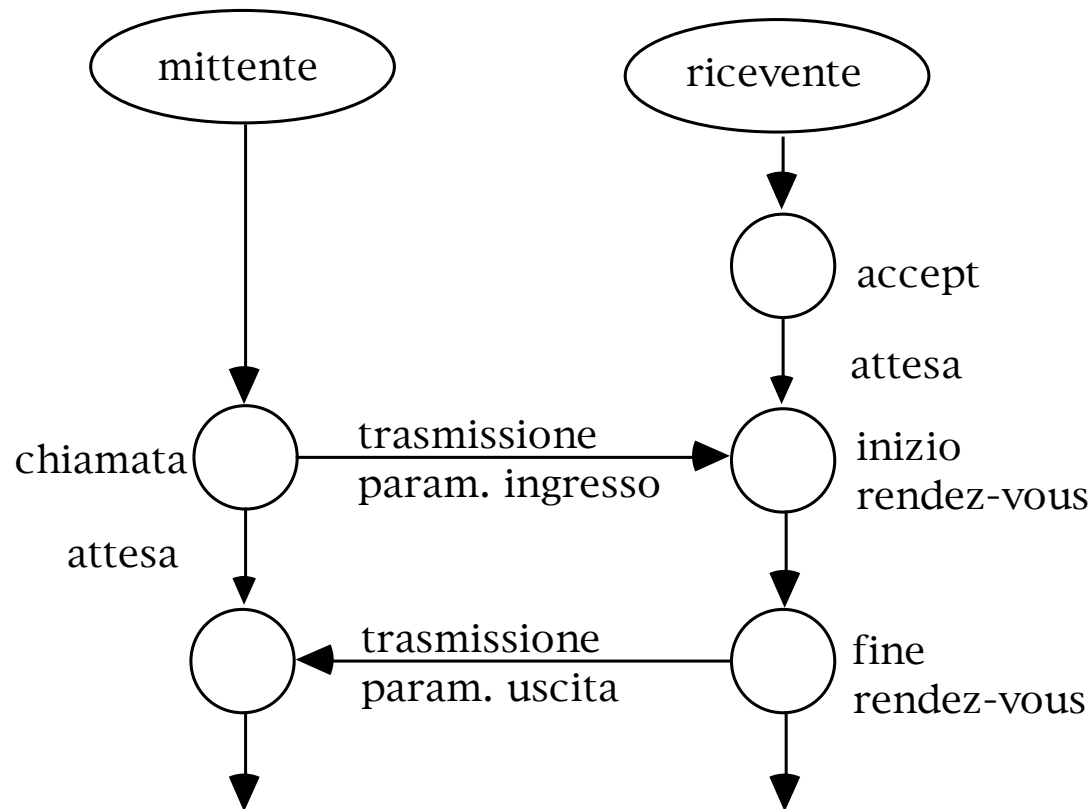 mittente
ricevente
accept
attesa
chiamata
trasmissione
param. ingresso
inizio
rendez-vous
attesa
trasmissione
param. uscita
fine
rendez-vous